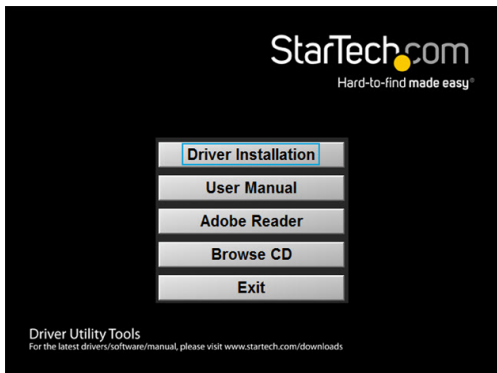 StarTech.com
Hard-to-find made easy®
Driver Installation
User Manual
Adobe Reader
Browse CD
Exit
Driver Utility Tools
For the latest drivers/software/manual, please visit www.startech.com/downloads